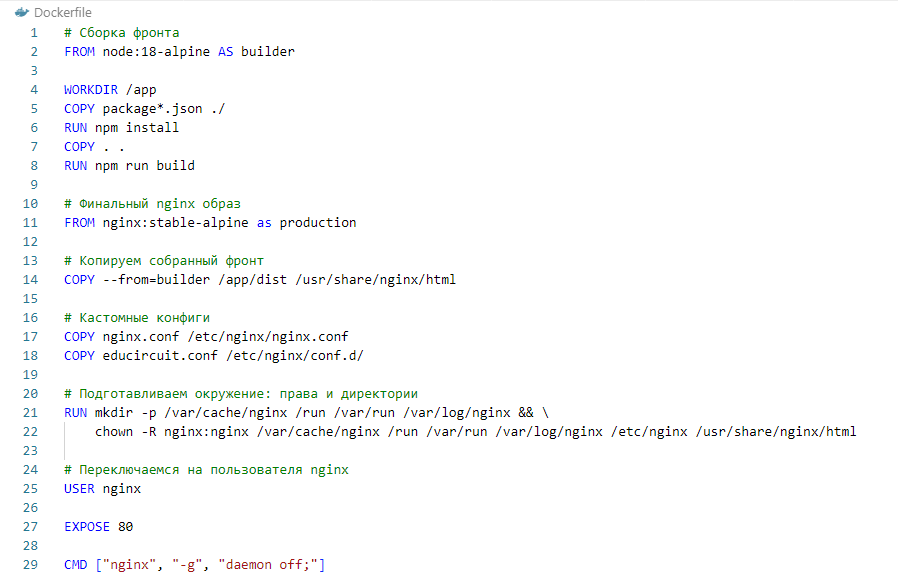 Dockerfile
1 # Сборка фронта
2 FROM node:18-alpine AS builder
3
4 WORKDIR /app
5 COPY package*.json ./
6 RUN npm install
7 COPY . .
8 RUN npm run build
9
10 # Финальный nginx образ
11 FROM nginx:stable-alpine as production
12
13 # Копируем собранный фронт
14 COPY --from=builder /app/dist /usr/share/nginx/html
15
16 # Кастомные конфиги
17 COPY nginx.conf /etc/nginx/nginx.conf
18 COPY educircuit.conf /etc/nginx/conf.d/
19
20 # Подготавливаем окружение: права и директории
21 RUN mkdir -p /var/cache/nginx /run /var/run /var/log/nginx && \
22     chown -R nginx:nginx /var/cache/nginx /run /var/run /var/log/nginx /etc/nginx /usr/share/nginx/html
23
24 # Переключаемся на пользователя nginx
25 USER nginx
26
27 EXPOSE 80
28
29 CMD ["nginx", "-g", "daemon off;"]